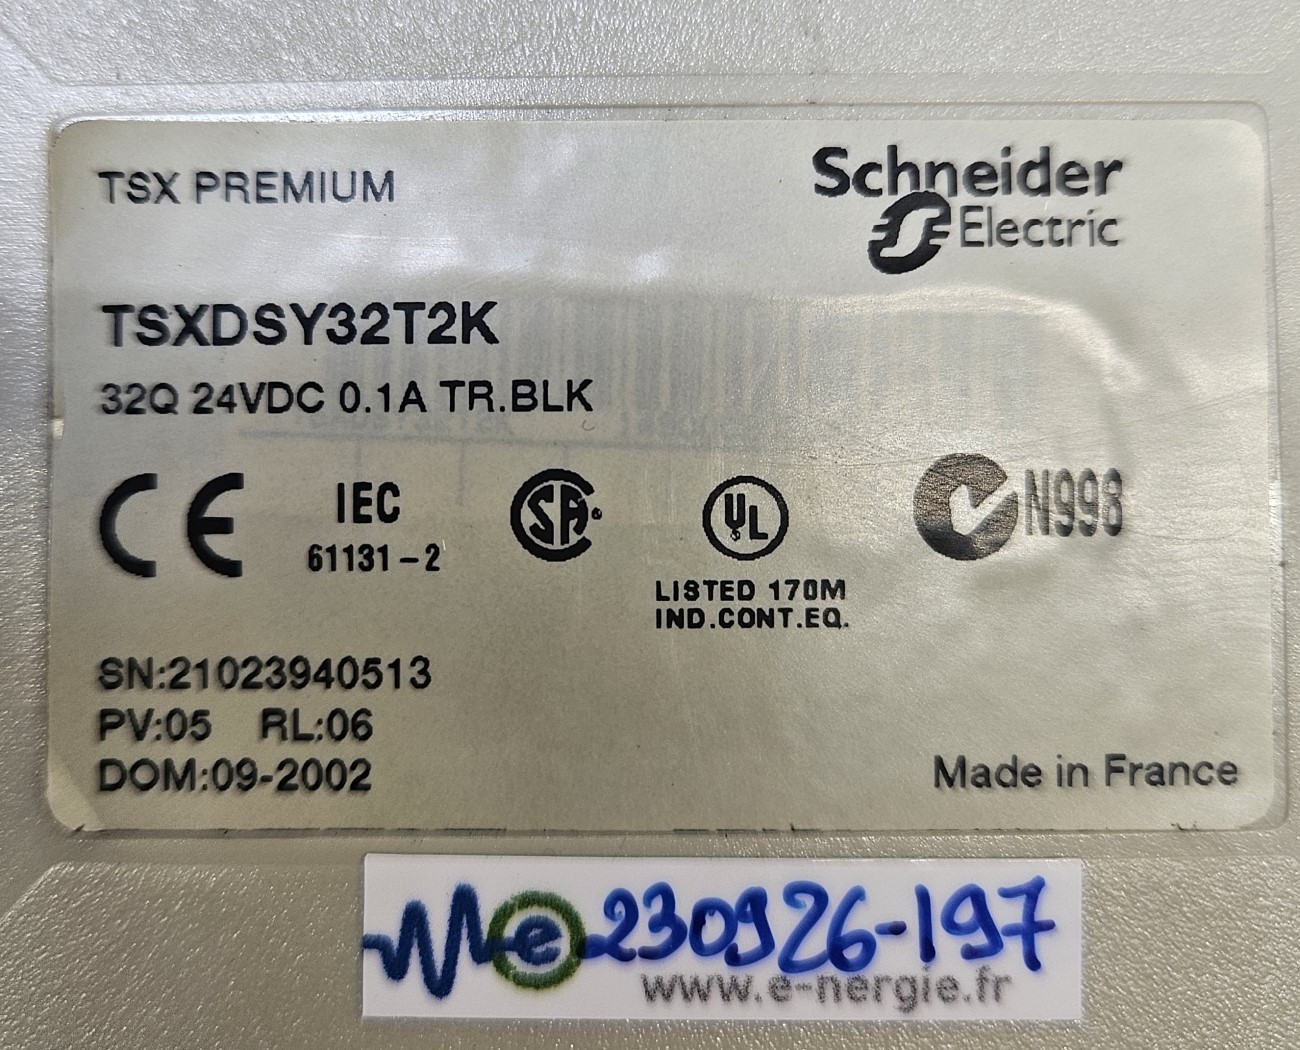 TSX PREMIUM
Schneider
Electric
TSXDSY32T2K
32Q 24VDC 0.1A TR.BLK
CE
IEC
61131-2
SA
UL
N998
LISTED 170M
IND.CONT.EQ.
SN:21023940513
PV:05 RL:06
DOM:09-2002
Made in France
e 230926-197
www.e-nergie.fr